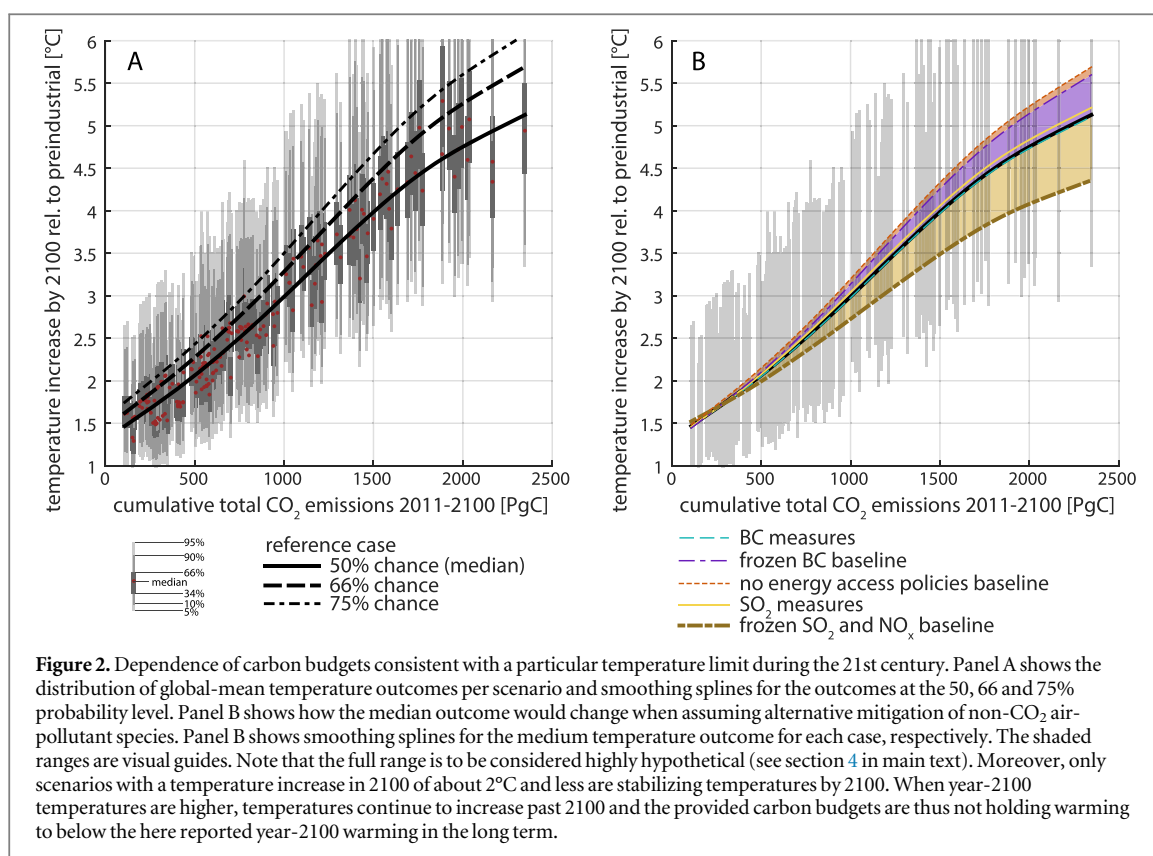 temperature increase by 2100 rel. to preindustrial [°C]
A
6
5.5
5
4.5
4
3.5
3
2.5
2
1.5
1
0 500 1000 1500 2000 2500
cumulative total CO2 emissions 2011-2100 [PgC]
95%
90%
66%
median
34%
10%
5%
reference case
50% chance (median)
66% chance
75% chance
temperature increase by 2100 rel. to preindustrial [°C]
B
6
5.5
5
4.5
4
3.5
3
2.5
2
1.5
1
0 500 1000 1500 2000 2500
cumulative total CO2 emissions 2011-2100 [PgC]
BC measures
frozen BC baseline
no energy access policies baseline
SO2 measures
frozen SO2 and NOx baseline
Figure 2. Dependence of carbon budgets consistent with a particular temperature limit during the 21st century. Panel A shows the
distribution of global-mean temperature outcomes per scenario and smoothing splines for the outcomes at the 50, 66 and 75%
probability level. Panel B shows how the median outcome would change when assuming alternative mitigation of non-CO2 air-
pollutant species. Panel B shows smoothing splines for the medium temperature outcome for each case, respectively. The shaded
ranges are visual guides. Note that the full range is to be considered highly hypothetical (see section 4 in main text). Moreover, only
scenarios with a temperature increase in 2100 of about 2°C and less are stabilizing temperatures by 2100. When year-2100
temperatures are higher, temperatures continue to increase past 2100 and the provided carbon budgets are thus not holding warming
to below the here reported year-2100 warming in the long term.